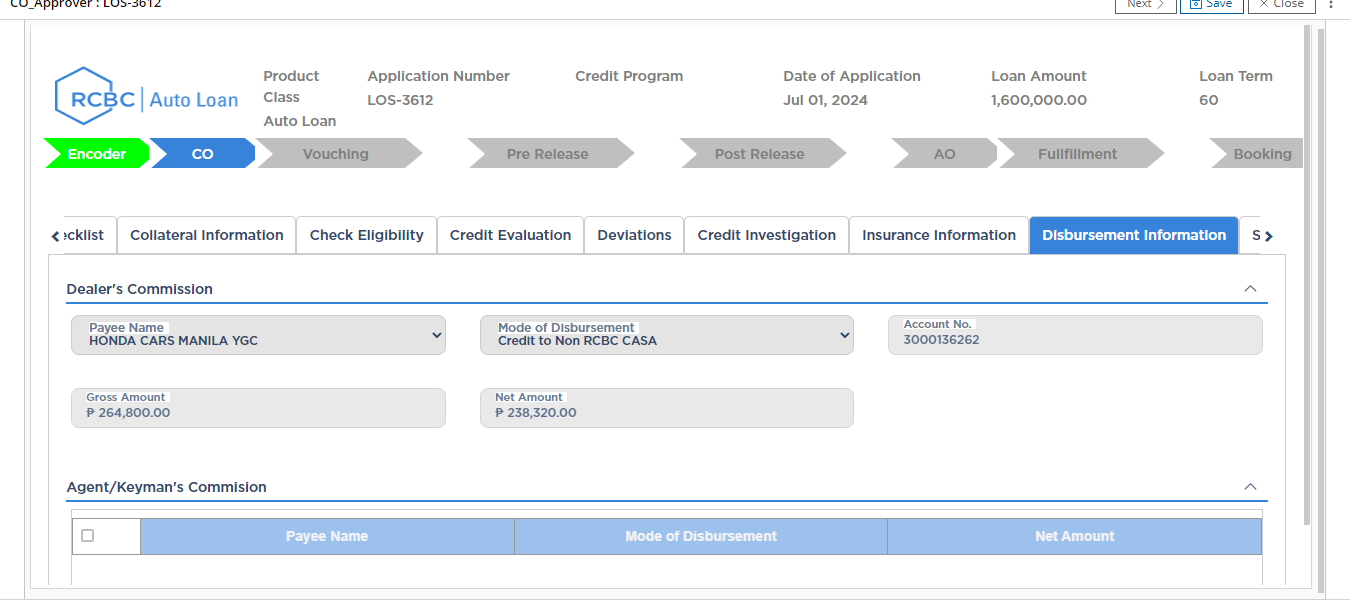 CO_Approver : LOS-3612
Next
Save
Close
RCBC | Auto Loan
Product Class
Auto Loan
Application Number
LOS-3612
Credit Program
Date of Application
Jul 01, 2024
Loan Amount
1,600,000.00
Loan Term
60
Encoder
CO
Vouching
Pre Release
Post Release
AO
Fullfillment
Booking
ecklist
Collateral Information
Check Eligibility
Credit Evaluation
Deviations
Credit Investigation
Insurance Information
Disbursement Information
S
Dealer's Commission
Payee Name
HONDA CARS MANILA YGC
Mode of Disbursement
Credit to Non RCBC CASA
Account No.
3000136262
Gross Amount
₱ 264,800.00
Net Amount
₱ 238,320.00
Agent/Keyman's Commision
Payee Name
Mode of Disbursement
Net Amount